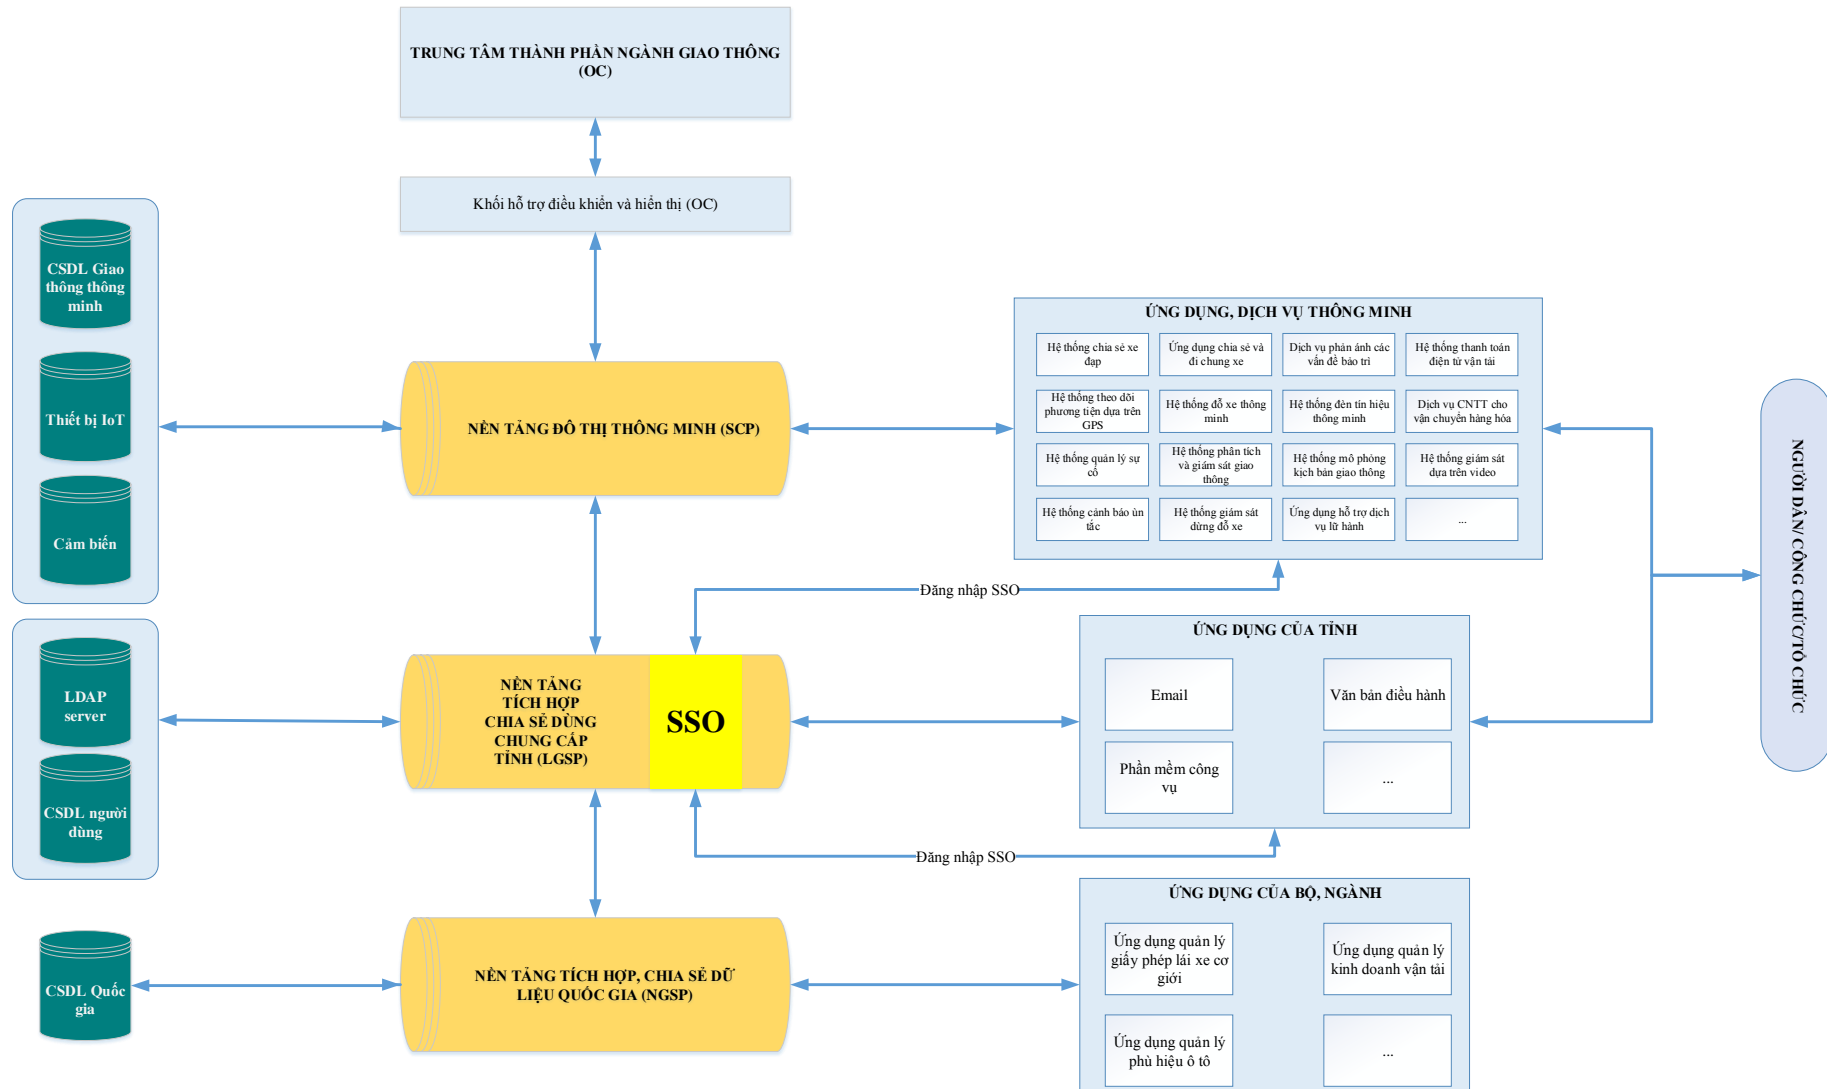 TRUNG TÂM THÀNH PHẦN NGÀNH GIAO THÔNG
(OC)
Khối hỗ trợ điều khiển và hiển thị (OC)
CSDL Giao
thông thông
minh
Thiết bị IoT
Cảm biến
NỀN TẢNG ĐÔ THỊ THÔNG MINH (SCP)
ỨNG DỤNG, DỊCH VỤ THÔNG MINH
Hệ thống chia sẻ xe
đạp
Ứng dụng chia sẻ và
đi chung xe
Dịch vụ phản ánh các
vấn đề bảo trì
Hệ thống thanh toán
điện tử vận tải
Hệ thống theo dõi
phương tiện dựa trên
GPS
Hệ thống đỗ xe thông
minh
Hệ thống đèn tín hiệu
thông minh
Dịch vụ CNTT cho
vận chuyển hàng hóa
Hệ thống quản lý sự
cố
Hệ thống phân tích
và giám sát giao
thông
Hệ thống mô phỏng
kịch bản giao thông
Hệ thống giám sát
dựa trên video
Hệ thống cảnh báo ùn
tắc
Hệ thống giám sát
dừng đỗ xe
Ứng dụng hỗ trợ dịch
vụ lữ hành
...
NGƯỜI DÂN/ CÔNG CHỨC/TỔ CHỨC
Đăng nhập SSO
LDAP
server
CSDL người
dùng
NỀN TẢNG
TÍCH HỢP
CHIA SẺ DÙNG
CHUNG CẤP
TỈNH (LGSP)
SSO
ỨNG DỤNG CỦA TỈNH
Email
Văn bản điều hành
Phần mềm công
vụ
...
Đăng nhập SSO
CSDL Quốc
gia
NỀN TẢNG TÍCH HỢP, CHIA SẺ DỮ
LIỆU QUỐC GIA (NGSP)
ỨNG DỤNG CỦA BỘ, NGÀNH
Ứng dụng quản lý
giấy phép lái xe cơ
giới
Ứng dụng quản lý
kinh doanh vận tải
Ứng dụng quản lý
phù hiệu ô tô
...